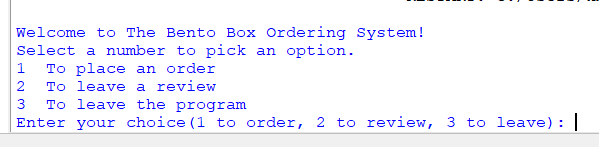 Welcome to The Bento Box Ordering System!
Select a number to pick an option.
1  To place an order
2  To leave a review
3  To leave the program
Enter your choice(1 to order, 2 to review, 3 to leave):